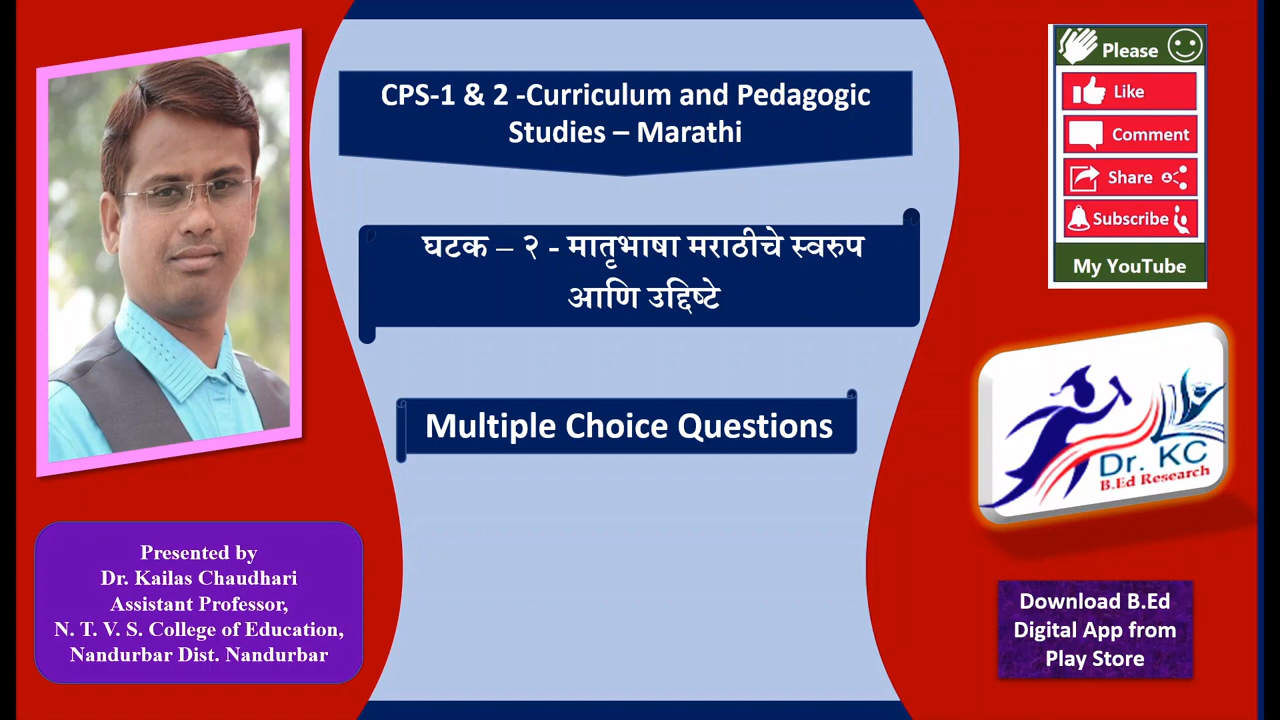 CPS-1 & 2 -Curriculum and Pedagogic
Studies – Marathi
घटक – २ - मातृभाषा मराठीचे स्वरुप
आणि उद्दिष्टे
Multiple Choice Questions
Presented by
Dr. Kailas Chaudhari
Assistant Professor,
N. T. V. S. College of Education,
Nandurbar Dist. Nandurbar
Please
Like
Comment
Share
Subscribe
My YouTube
Dr. KC
B.Ed Research
Download B.Ed
Digital App from
Play Store